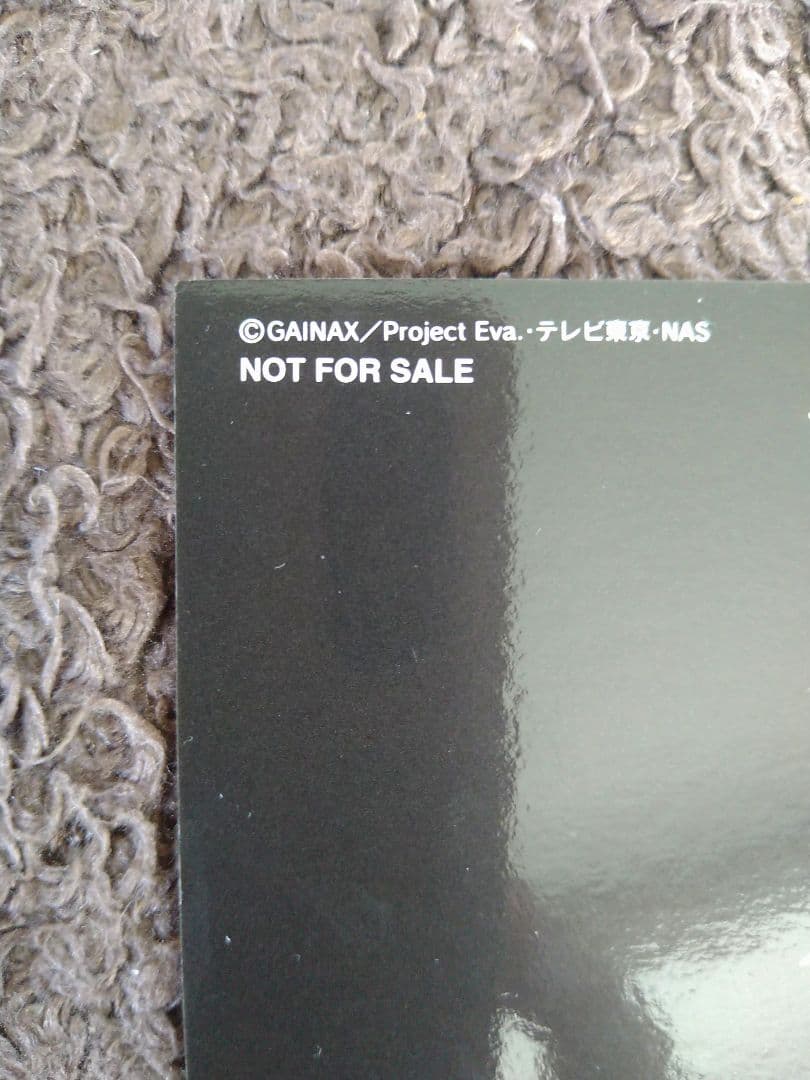 ©GAINAX／Project Eva.・テレビ東京・NAS
NOT FOR SALE